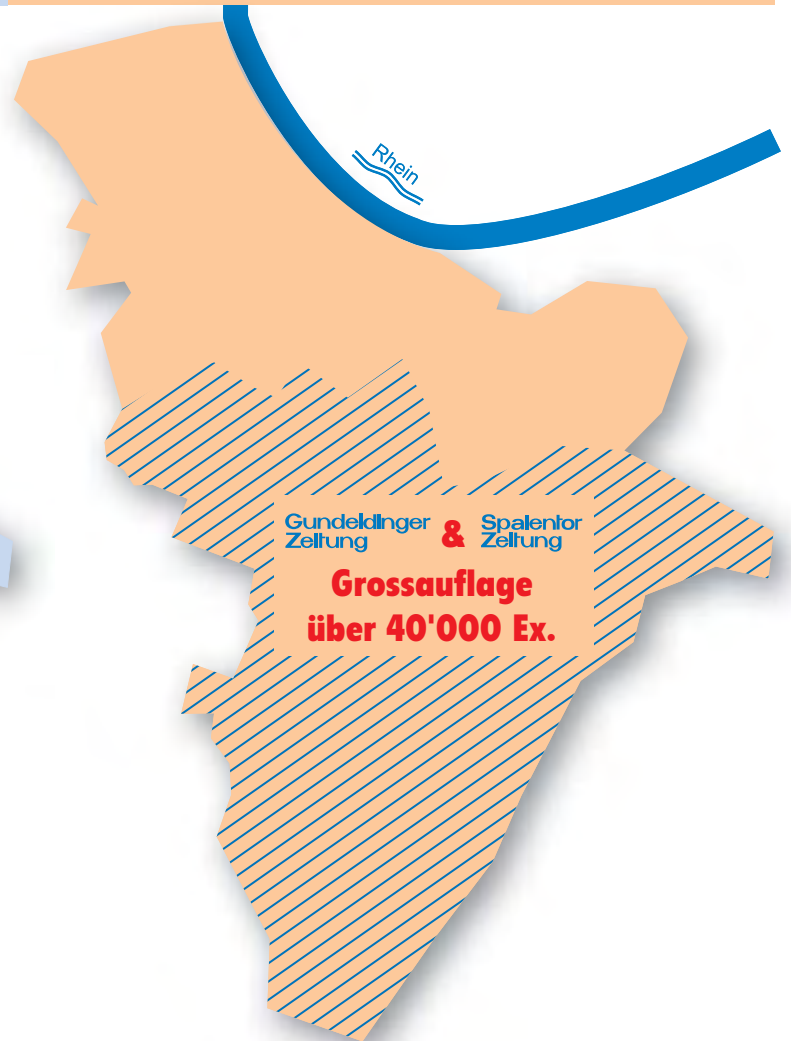 Rhein
Gundeldinger
Zeitung
&
Spalentor
Zeitung
Grossauflage
über 40'000 Ex.